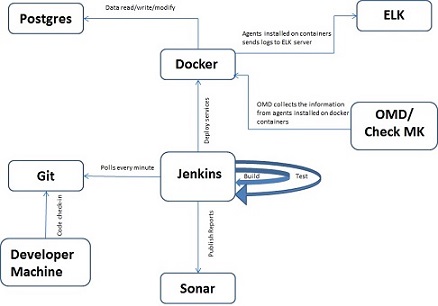 Postgres
Data read/write/modify
ELK
Agents installed on containers
sends logs to ELK server
Docker
OMD collects the information
from agents installed on docker
containers
OMD/
Check MK
Deploy services
Git
Polls every minute
Jenkins
Build
Test
Code checkin
Publish Reports
Developer
Machine
Sonar